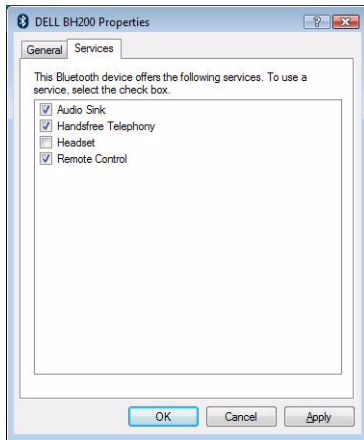 DELL BH200 Properties
General
Services
This Bluetooth device offers the following services. To use a
service, select the check box.
Audio Sink
Handsfree Telephony
Headset
Remote Control
OK
Cancel
Apply